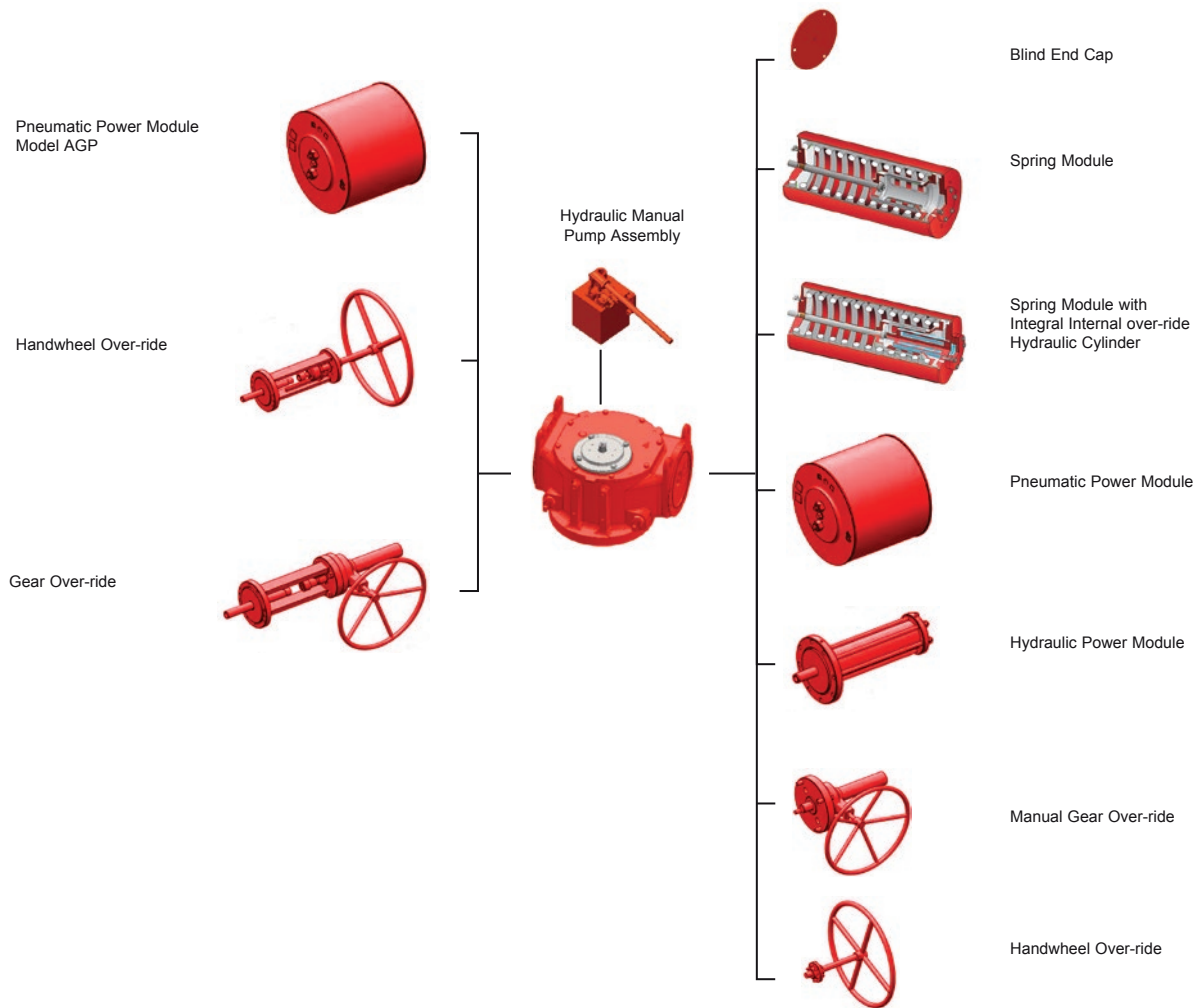 Pneumatic Power Module
Model AGP
Handwheel Over-ride
Gear Over-ride
Hydraulic Manual
Pump Assembly
Blind End Cap
Spring Module
Spring Module with
Integral Internal over-ride
Hydraulic Cylinder
Pneumatic Power Module
Hydraulic Power Module
Manual Gear Over-ride
Handwheel Over-ride